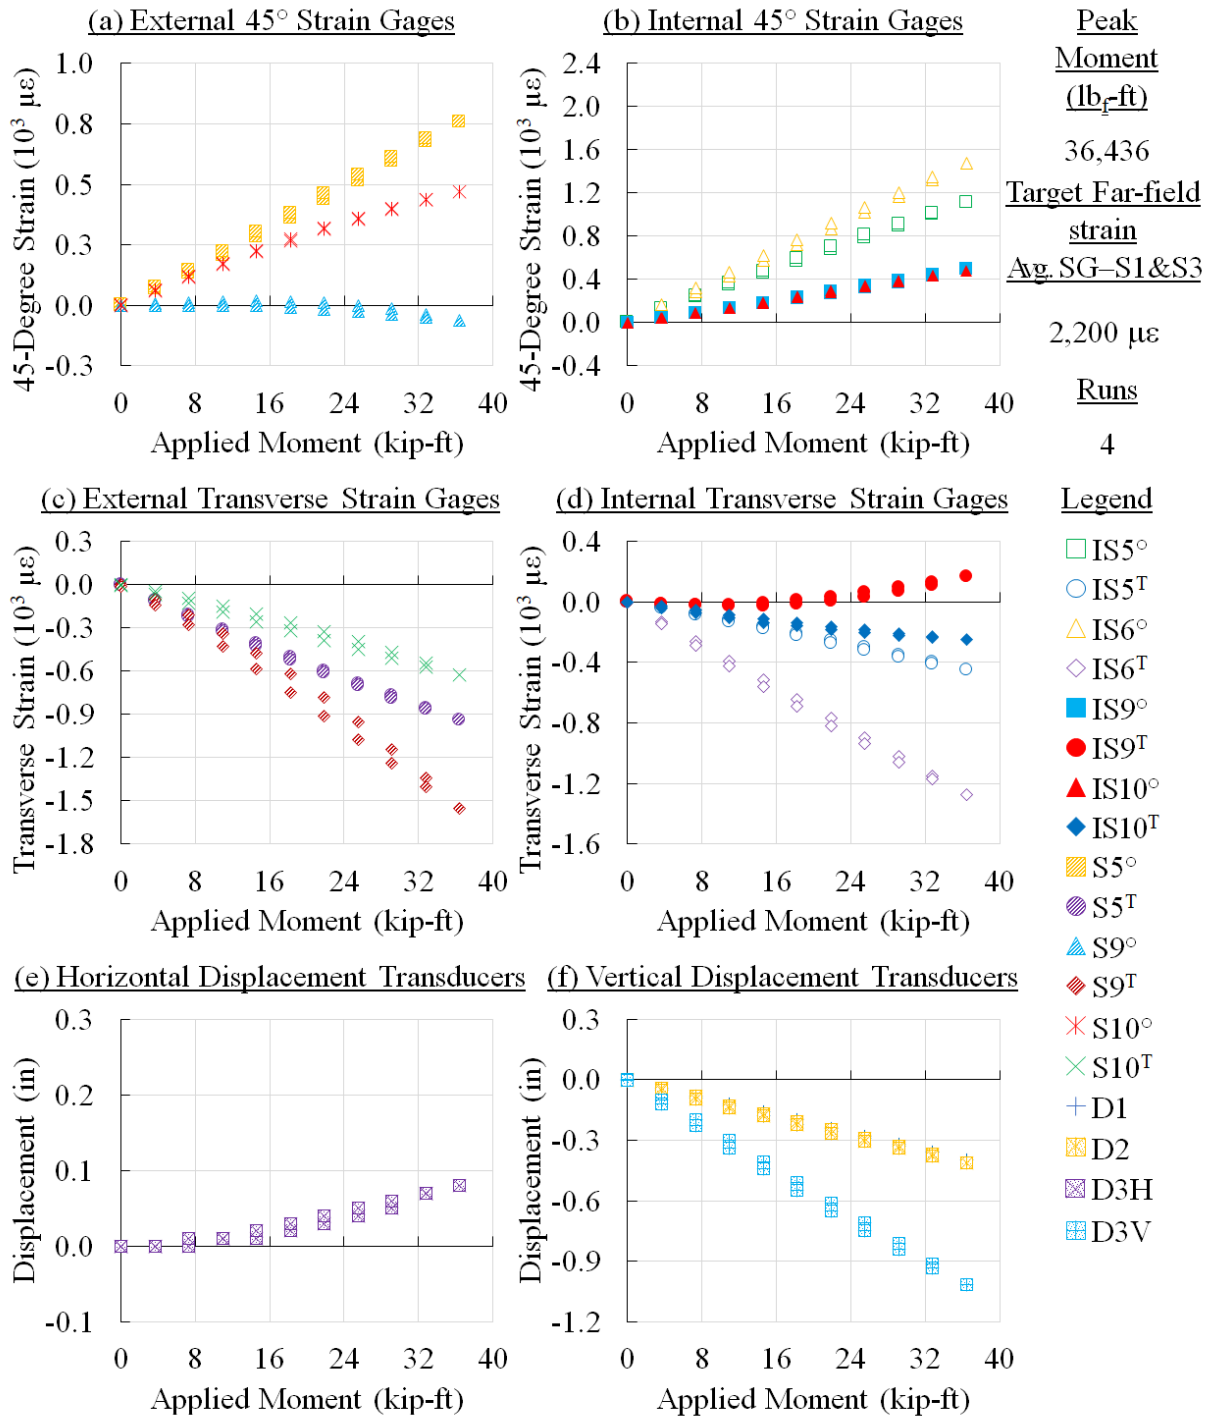 (a) External 45° Strain Gages
45-Degree Strain (10³ με)
1.0
0.8
0.5
0.3
0.0
-0.3
0 8 16 24 32 40
Applied Moment (kip-ft)
(b) Internal 45° Strain Gages
45-Degree Strain (10³ με)
2.4
2.0
1.6
1.2
0.8
0.4
0.0
-0.4
0 8 16 24 32 40
Applied Moment (kip-ft)
Peak
Moment
(lbf-ft)
36,436
Target Far-field
strain
Avg. SG–S1&S3
2,200 με
Runs
4
(c) External Transverse Strain Gages
Transverse Strain (10³ με)
0.3
0.0
-0.3
-0.6
-0.9
-1.2
-1.5
-1.8
0 8 16 24 32 40
Applied Moment (kip-ft)
(d) Internal Transverse Strain Gages
Transverse Strain (10³ με)
0.4
0.0
-0.4
-0.8
-1.2
-1.6
0 8 16 24 32 40
Applied Moment (kip-ft)
(e) Horizontal Displacement Transducers
Displacement (in)
0.3
0.2
0.1
0.0
-0.1
0 8 16 24 32 40
Applied Moment (kip-ft)
(f) Vertical Displacement Transducers
Displacement (in)
0.3
0.0
-0.3
-0.6
-0.9
-1.2
0 8 16 24 32 40
Applied Moment (kip-ft)
Legend
IS5°
IS5ᵀ
IS6°
IS6ᵀ
IS9°
IS9ᵀ
IS10°
IS10ᵀ
S5°
S5ᵀ
S9°
S9ᵀ
S10°
S10ᵀ
D1
D2
D3H
D3V